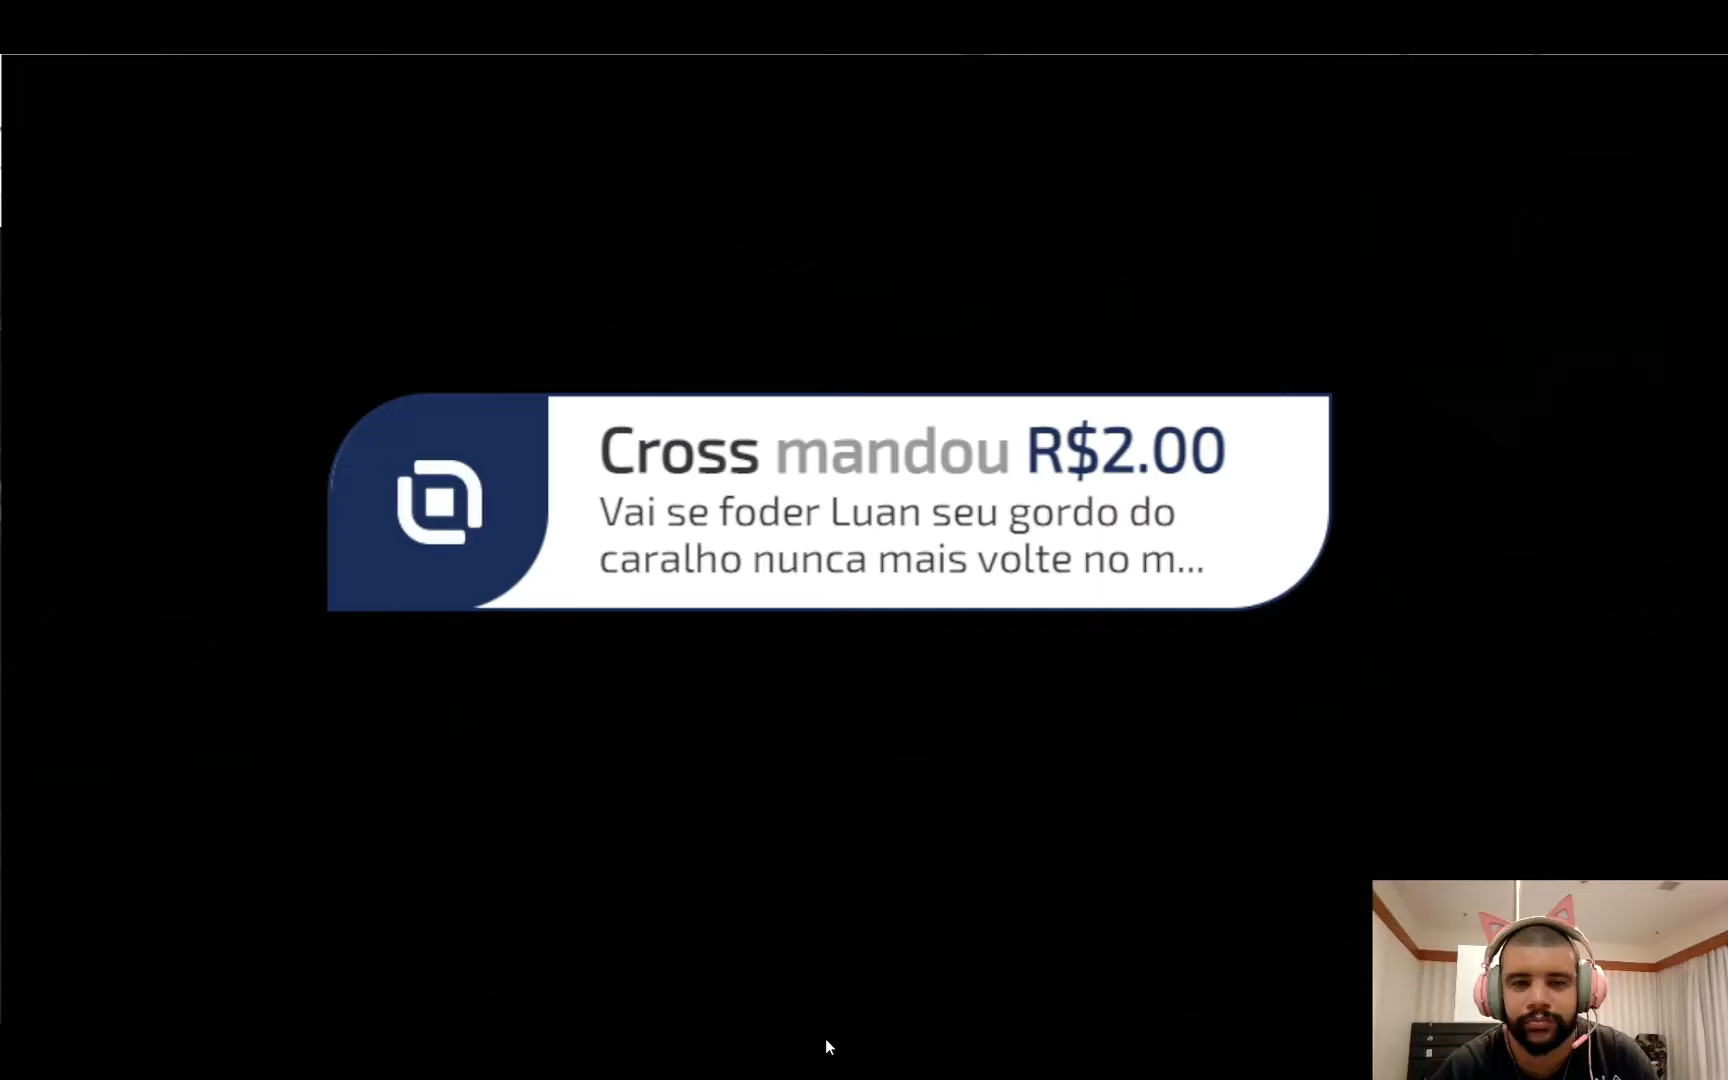 Cross mandou R$2.00
Vai se foder Luan seu gordo do
caralho nunca mais volte no m...